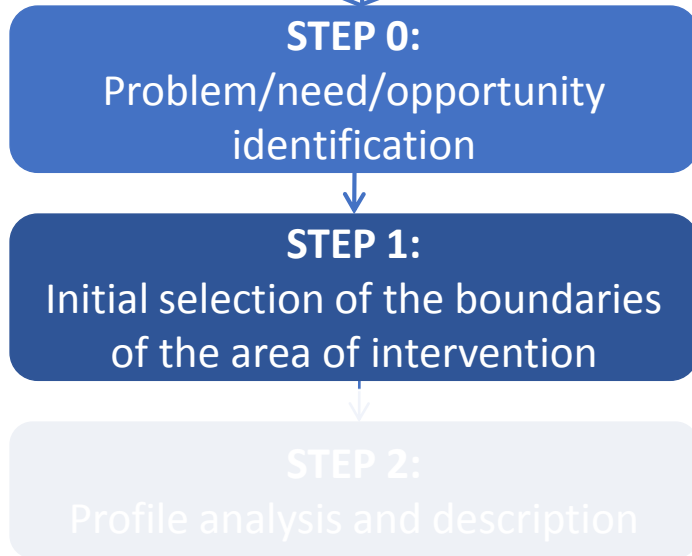 STEP 0:
Problem/need/opportunity
identification
STEP 1:
Initial selection of the boundaries
of the area of intervention
STEP 2:
Profile analysis and description